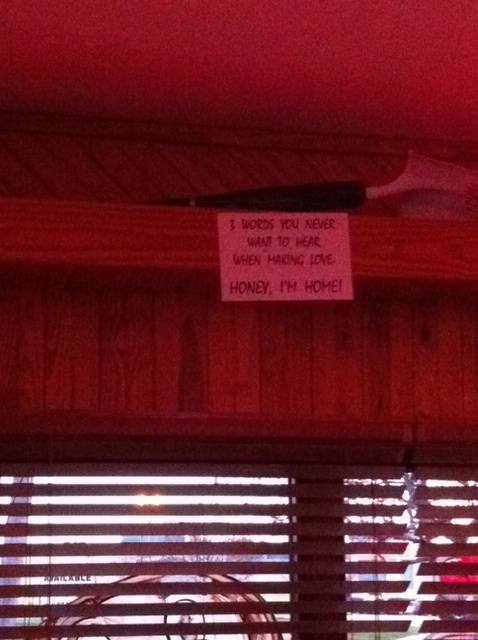 3 WORDS YOU NEVER
WANT TO HEAR
WHEN MAKING LOVE.
HONEY, I'M HOME!
AVAILABLE